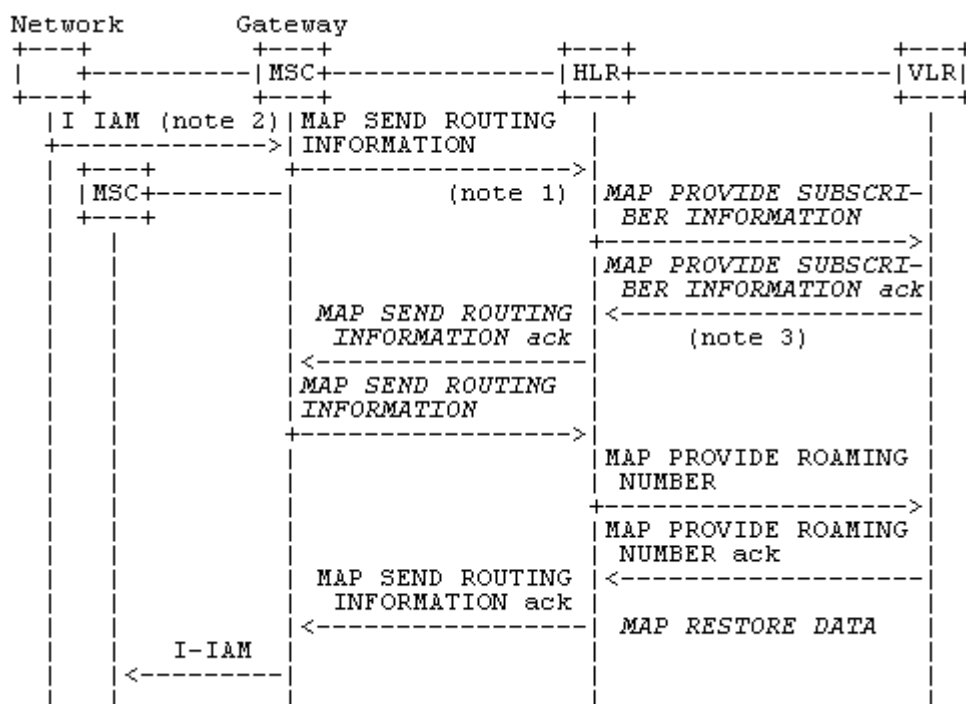 Network Gateway
MSC HLR VLR
I IAM (note 2) MAP SEND ROUTING
INFORMATION
MSC (note 1) MAP PROVIDE SUBSCRI-
BER INFORMATION
MAP PROVIDE SUBSCRI-
BER INFORMATION ack
MAP SEND ROUTING
INFORMATION ack (note 3)
MAP SEND ROUTING
INFORMATION
MAP PROVIDE ROAMING
NUMBER
MAP PROVIDE ROAMING
NUMBER ack
MAP SEND ROUTING
INFORMATION ack
MAP RESTORE DATA
I-IAM